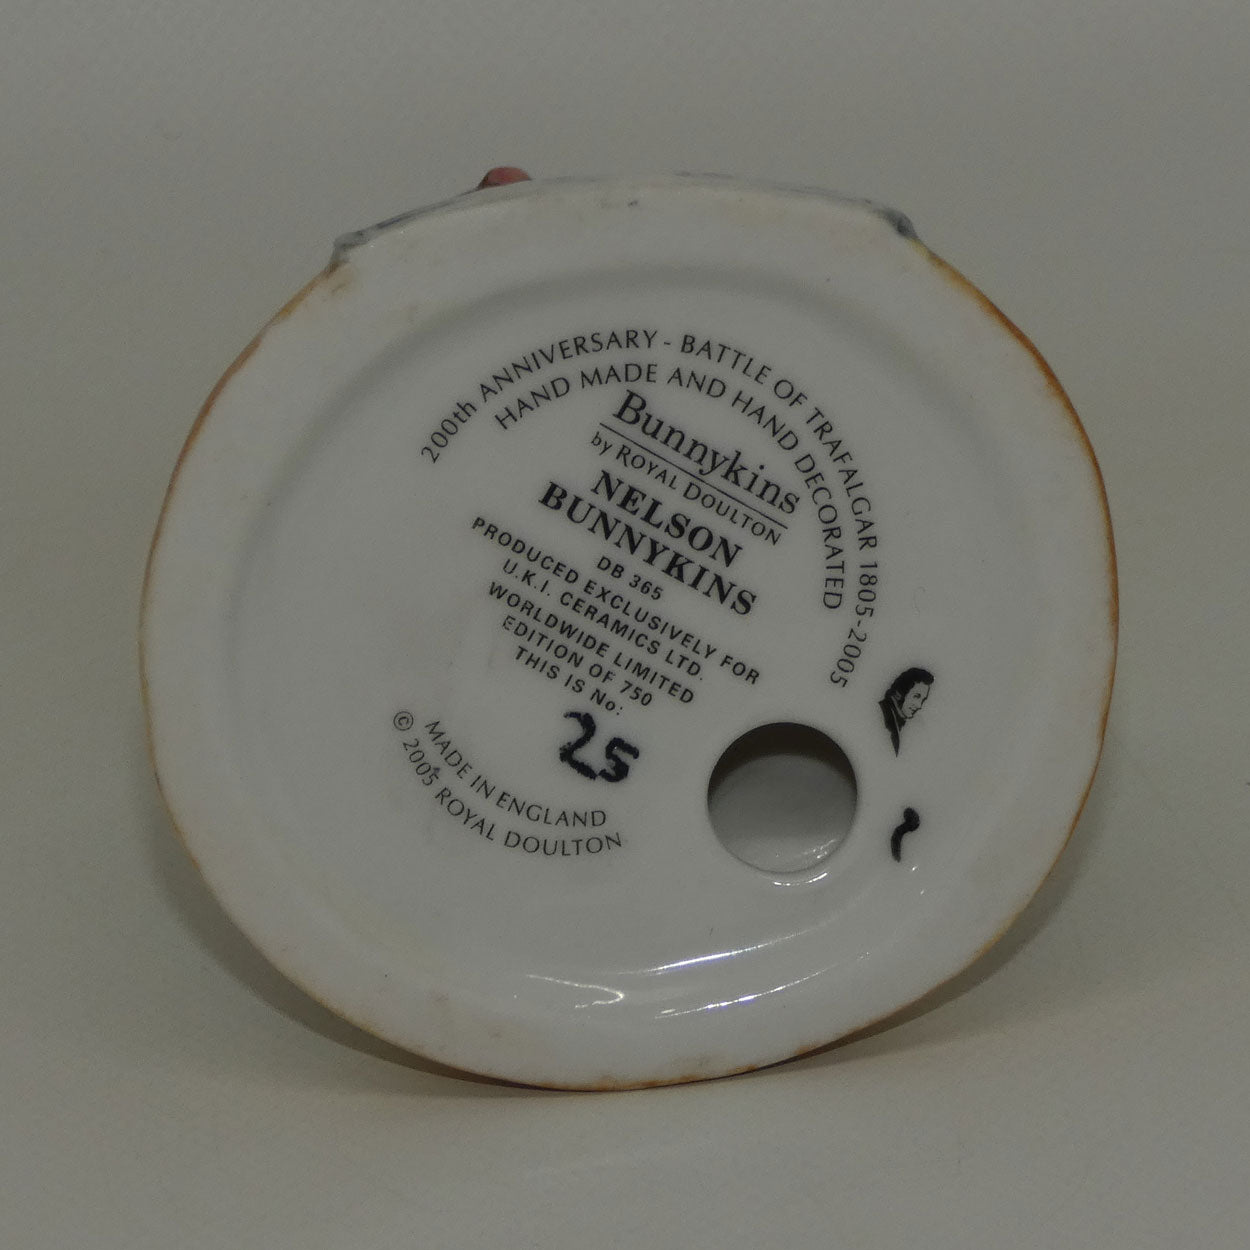 200th ANNIVERSARY - BATTLE OF TRAFALGAR 1805-2005
HAND MADE AND HAND DECORATED
Bunnykins
by ROYAL DOULTON
NELSON
BUNNYKINS
DB 365
PRODUCED EXCLUSIVELY FOR
U.K.I. CERAMICS LTD.
WORLDWIDE LIMITED
EDITION OF 750
THIS IS No:
25
MADE IN ENGLAND
© 2005 ROYAL DOULTON